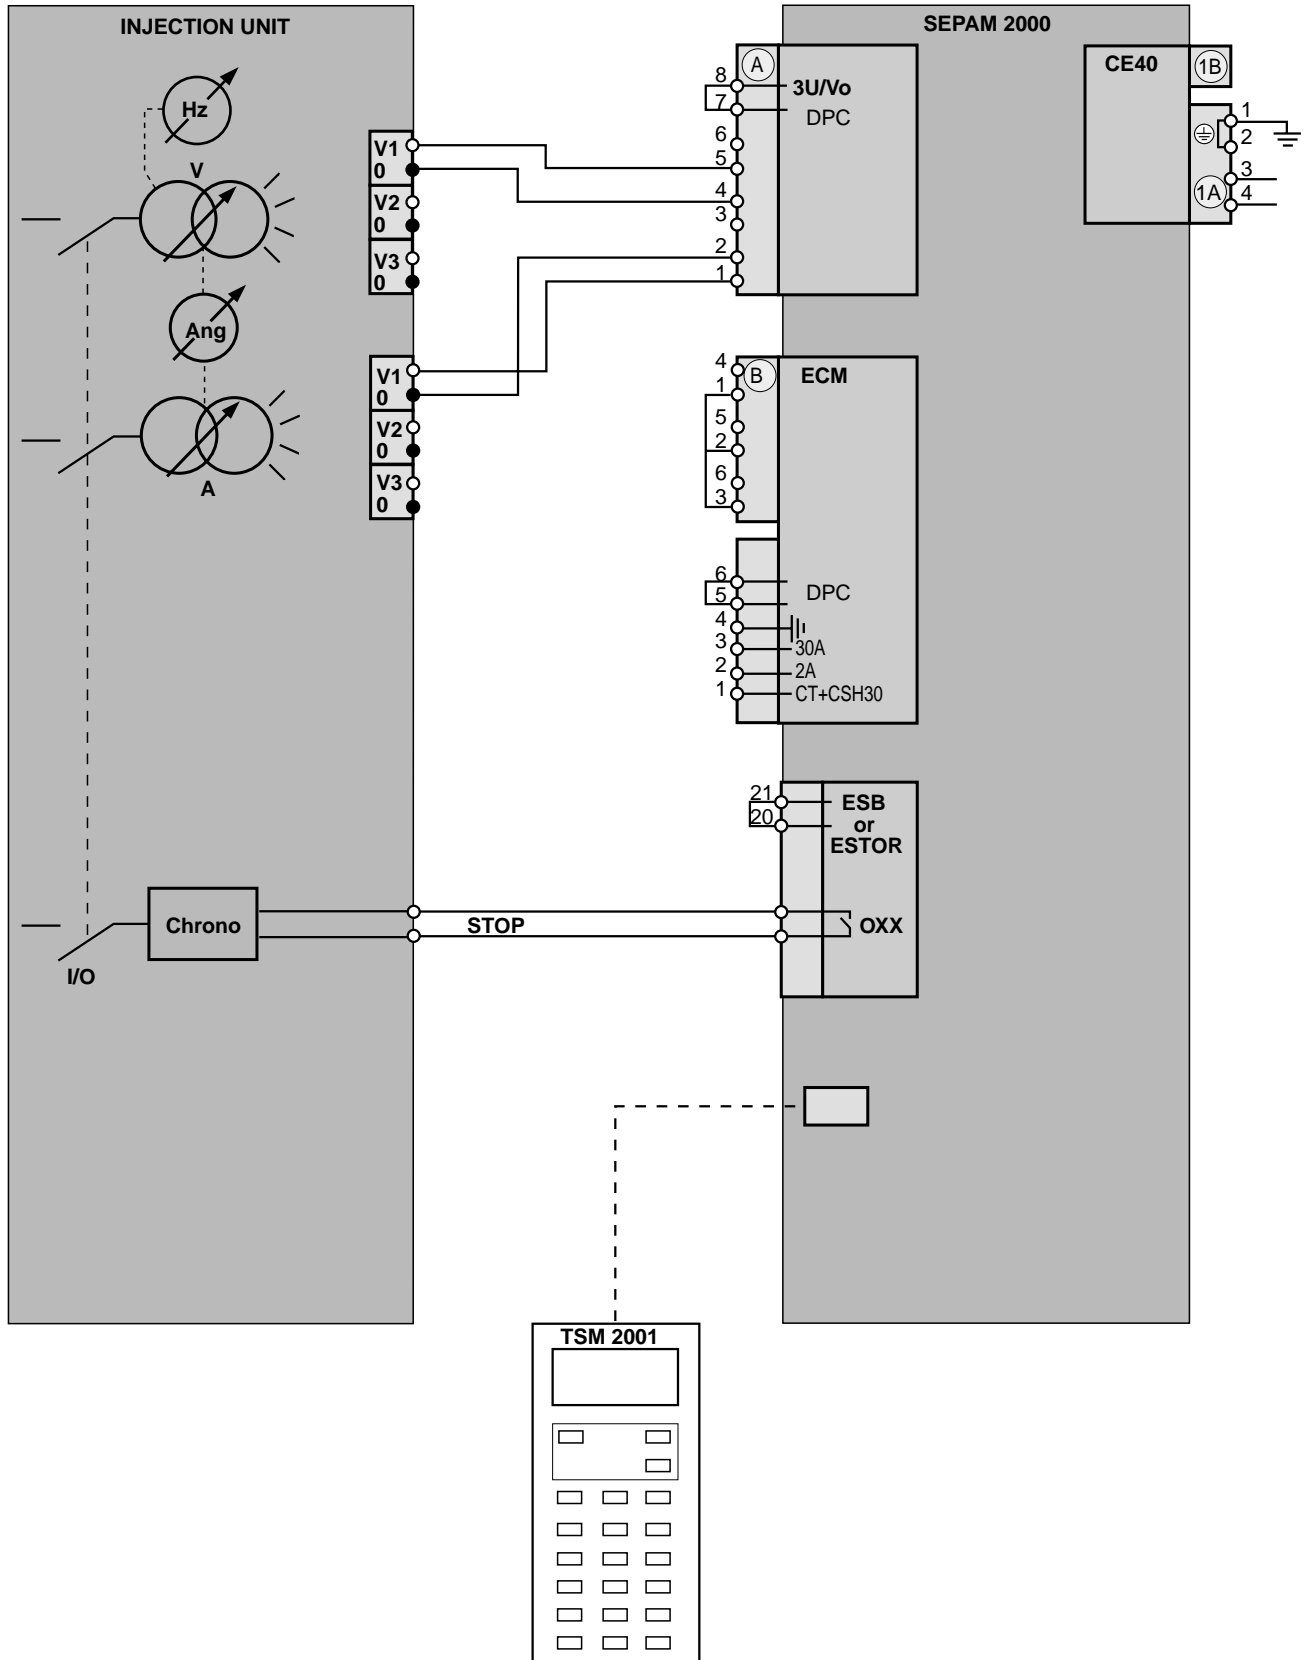 INJECTION UNIT
Hz
V
Ang
A
V1
0
V2
0
V3
0
V1
0
V2
0
V3
0
Chrono
I/O
STOP
SEPAM 2000
A
8
7
6
5
4
3
2
1
3U/Vo
DPC
CE40
1B
1
2
3
4
1A
B
4
1
5
2
6
3
ECM
6
5
4
3
2
1
DPC
30A
2A
CT+CSH30
21
20
ESB
or
ESTOR
OXX
TSM 2001